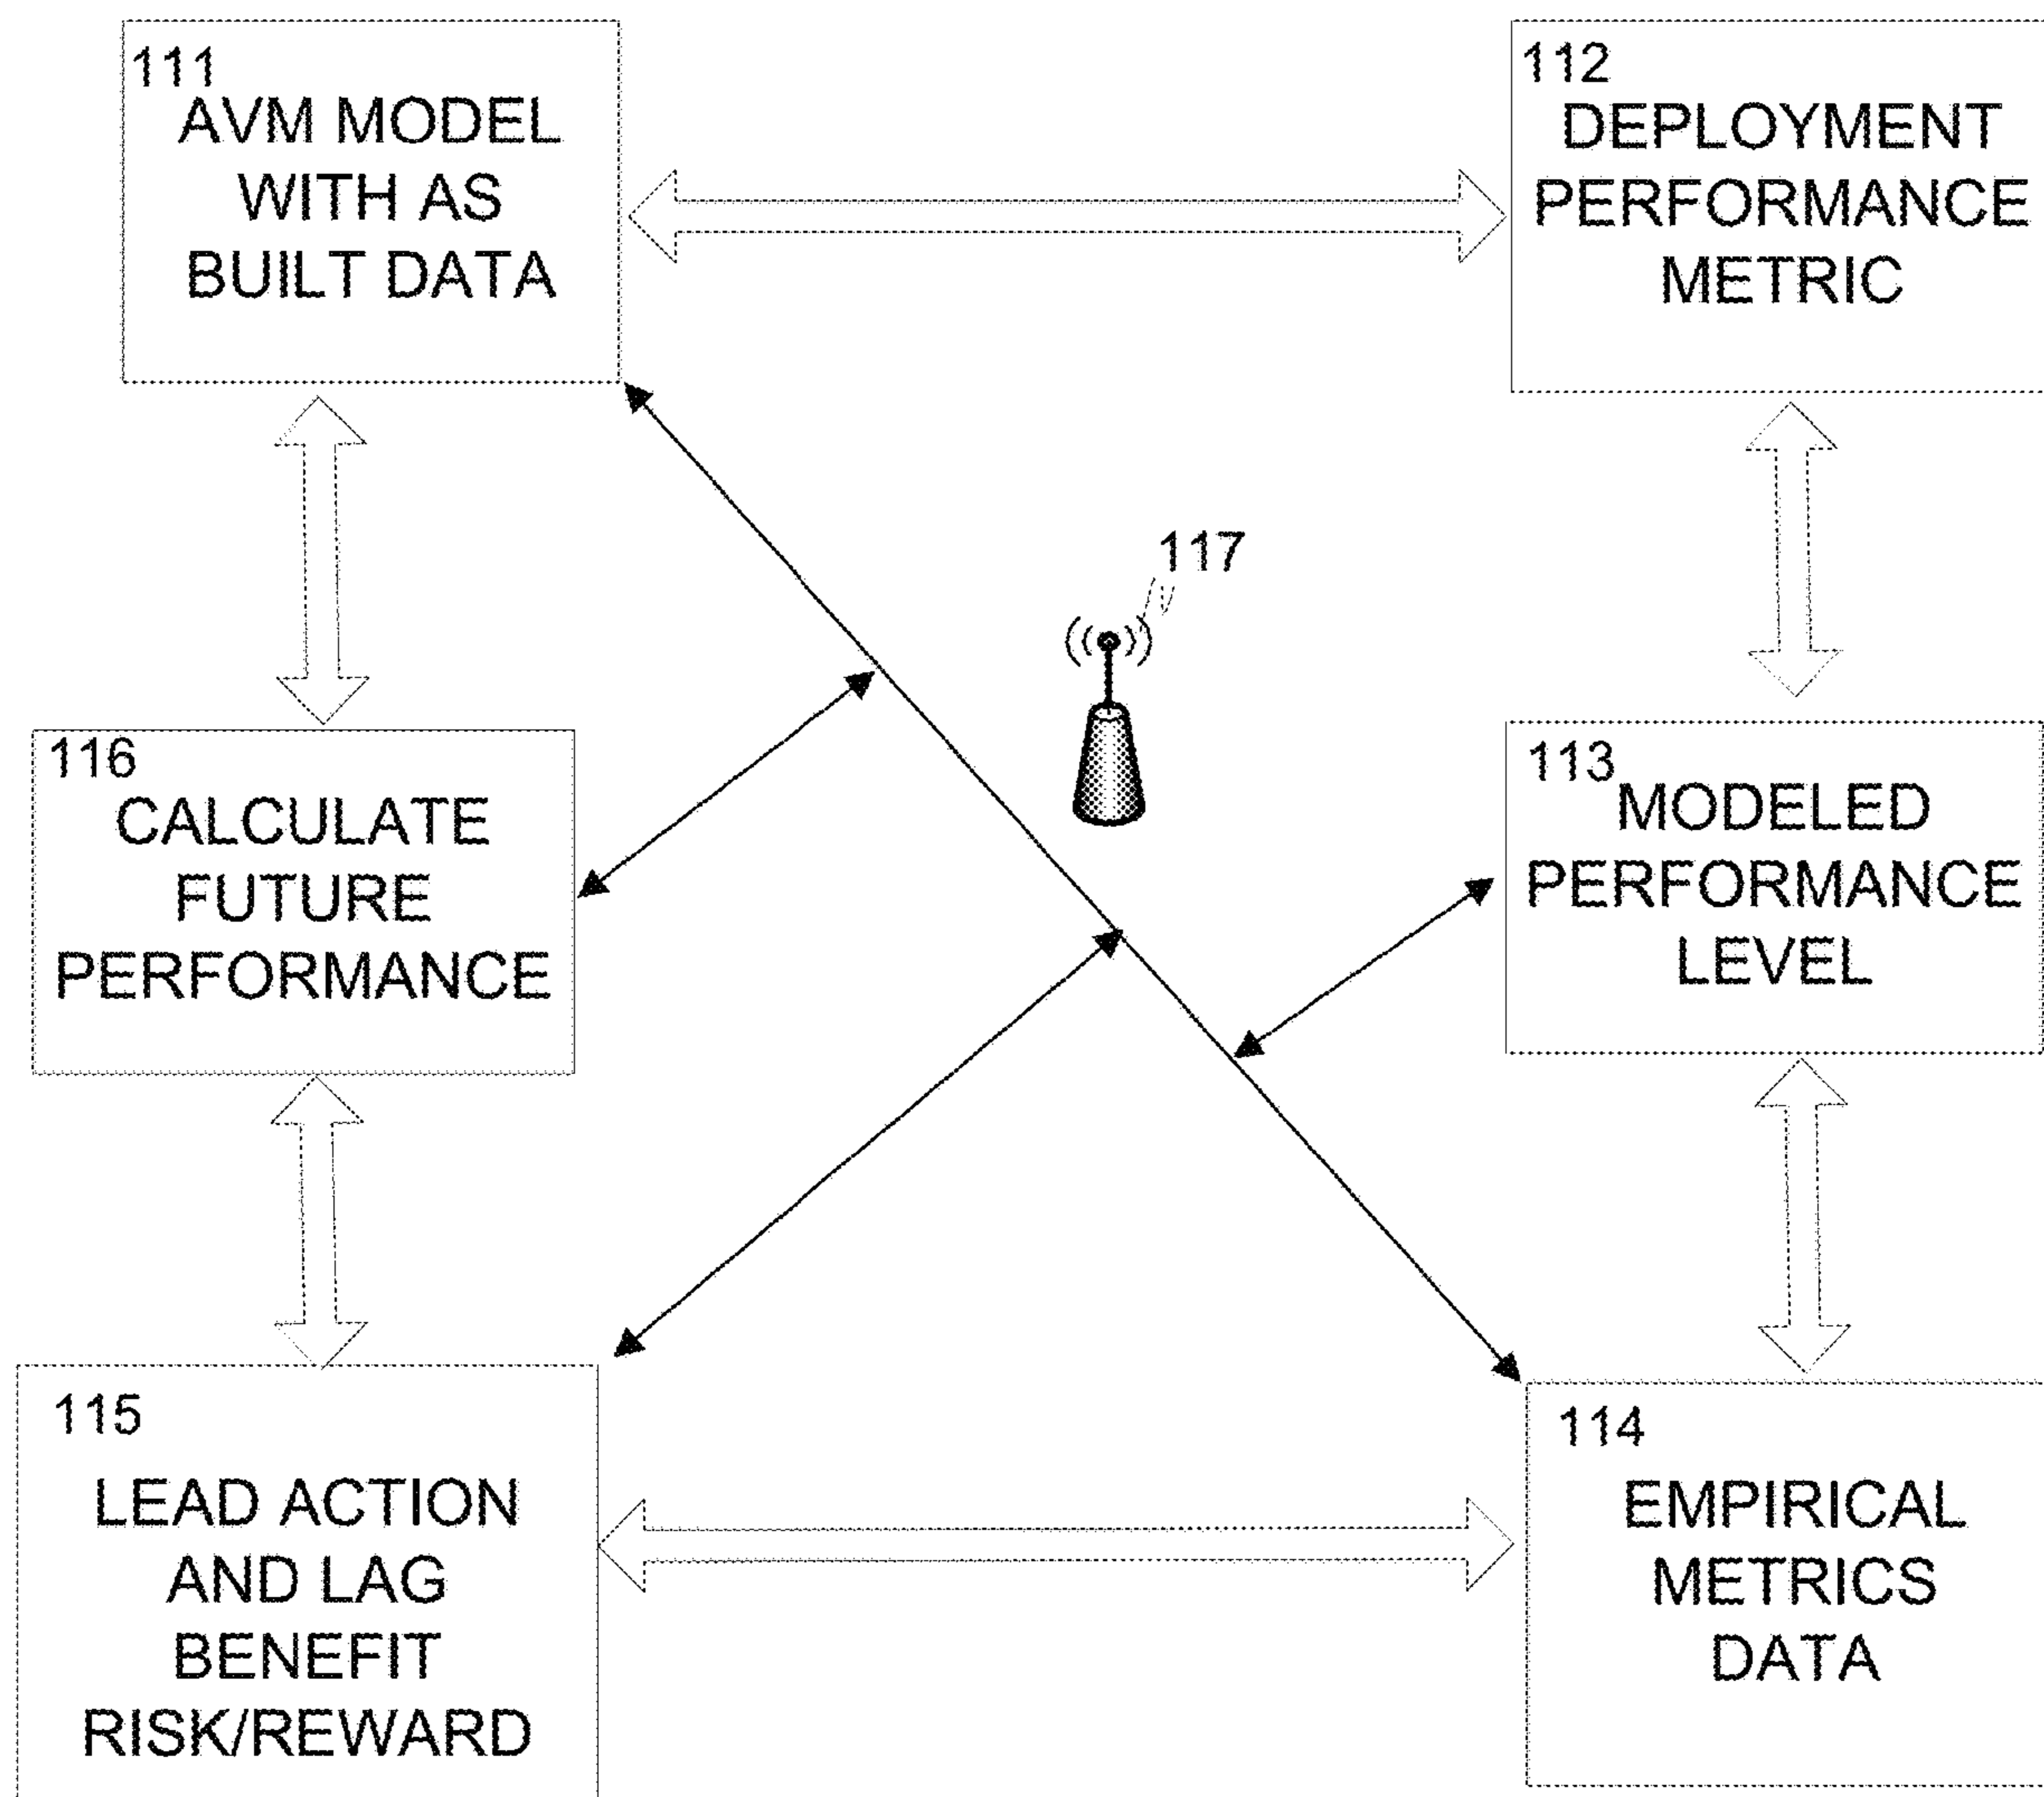 111
AVM MODEL
WITH AS
BUILT DATA
112
DEPLOYMENT
PERFORMANCE
METRIC
117
116
CALCULATE
FUTURE
PERFORMANCE
113
MODELED
PERFORMANCE
LEVEL
115
LEAD ACTION
AND LAG
BENEFIT
RISK/REWARD
114
EMPIRICAL
METRICS
DATA